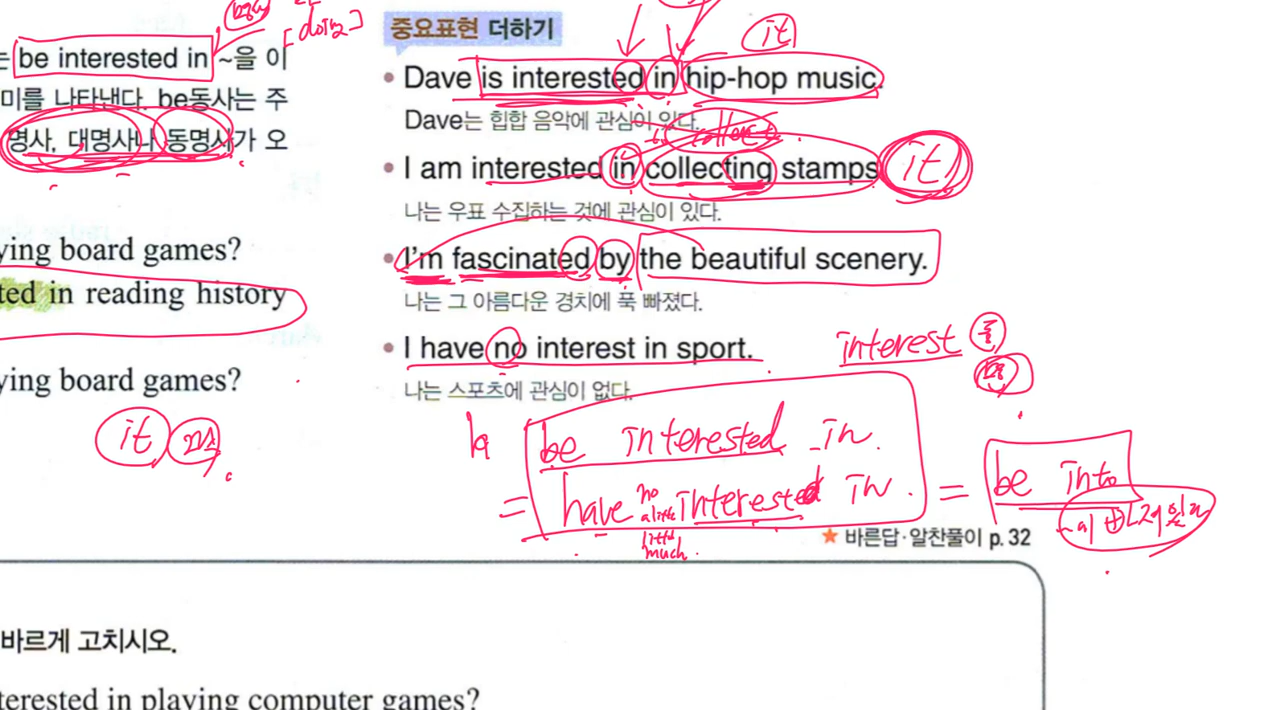 be interested in ~을 이
미를 나타낸다. be동사는 주
명사, 대명사나 동명사가 오
ying board games?
ted in reading history
ying board games?
it
doing
중요표현 더하기
it
• Dave is interested in hip-hop music.
Dave는 힙합 음악에 관심이 있다.
• I am interested in collecting stamps
it
나는 우표 수집하는 것에 관심이 있다.
• I'm fascinated by the beautiful scenery.
나는 그 아름다운 경치에 푹 빠졌다.
• I have no interest in sport.
나는 스포츠에 관심이 없다.
interest
be interested in.
= have interested in. = be into
no
a little
little
much
★ 바른답·알찬풀이 p. 32
바르게 고치시오.
terested in playing computer games?